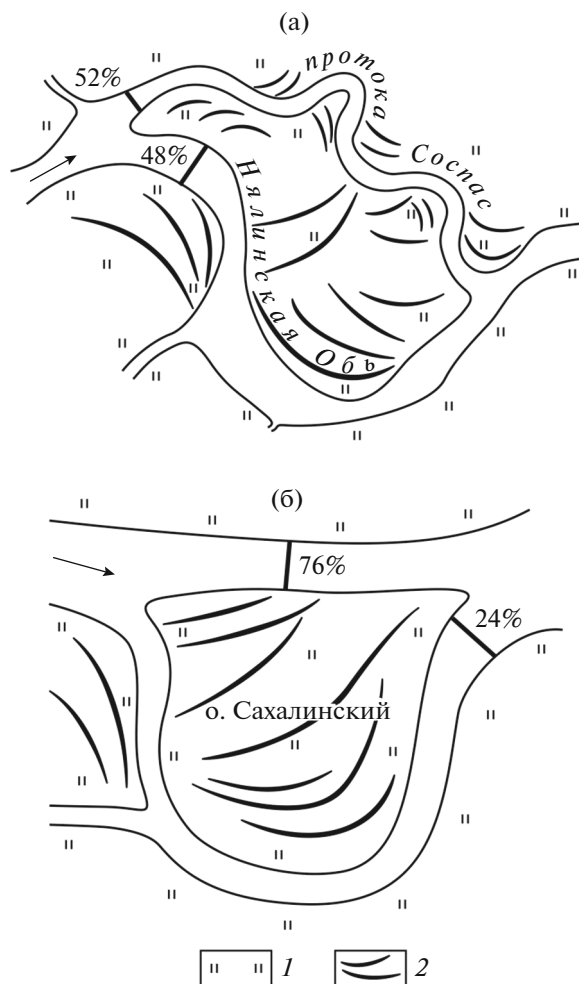 (а)
52%
протока
Соспас
48%
Нялинская Обь
(б)
76%
24%
о. Сахалинский
1
2